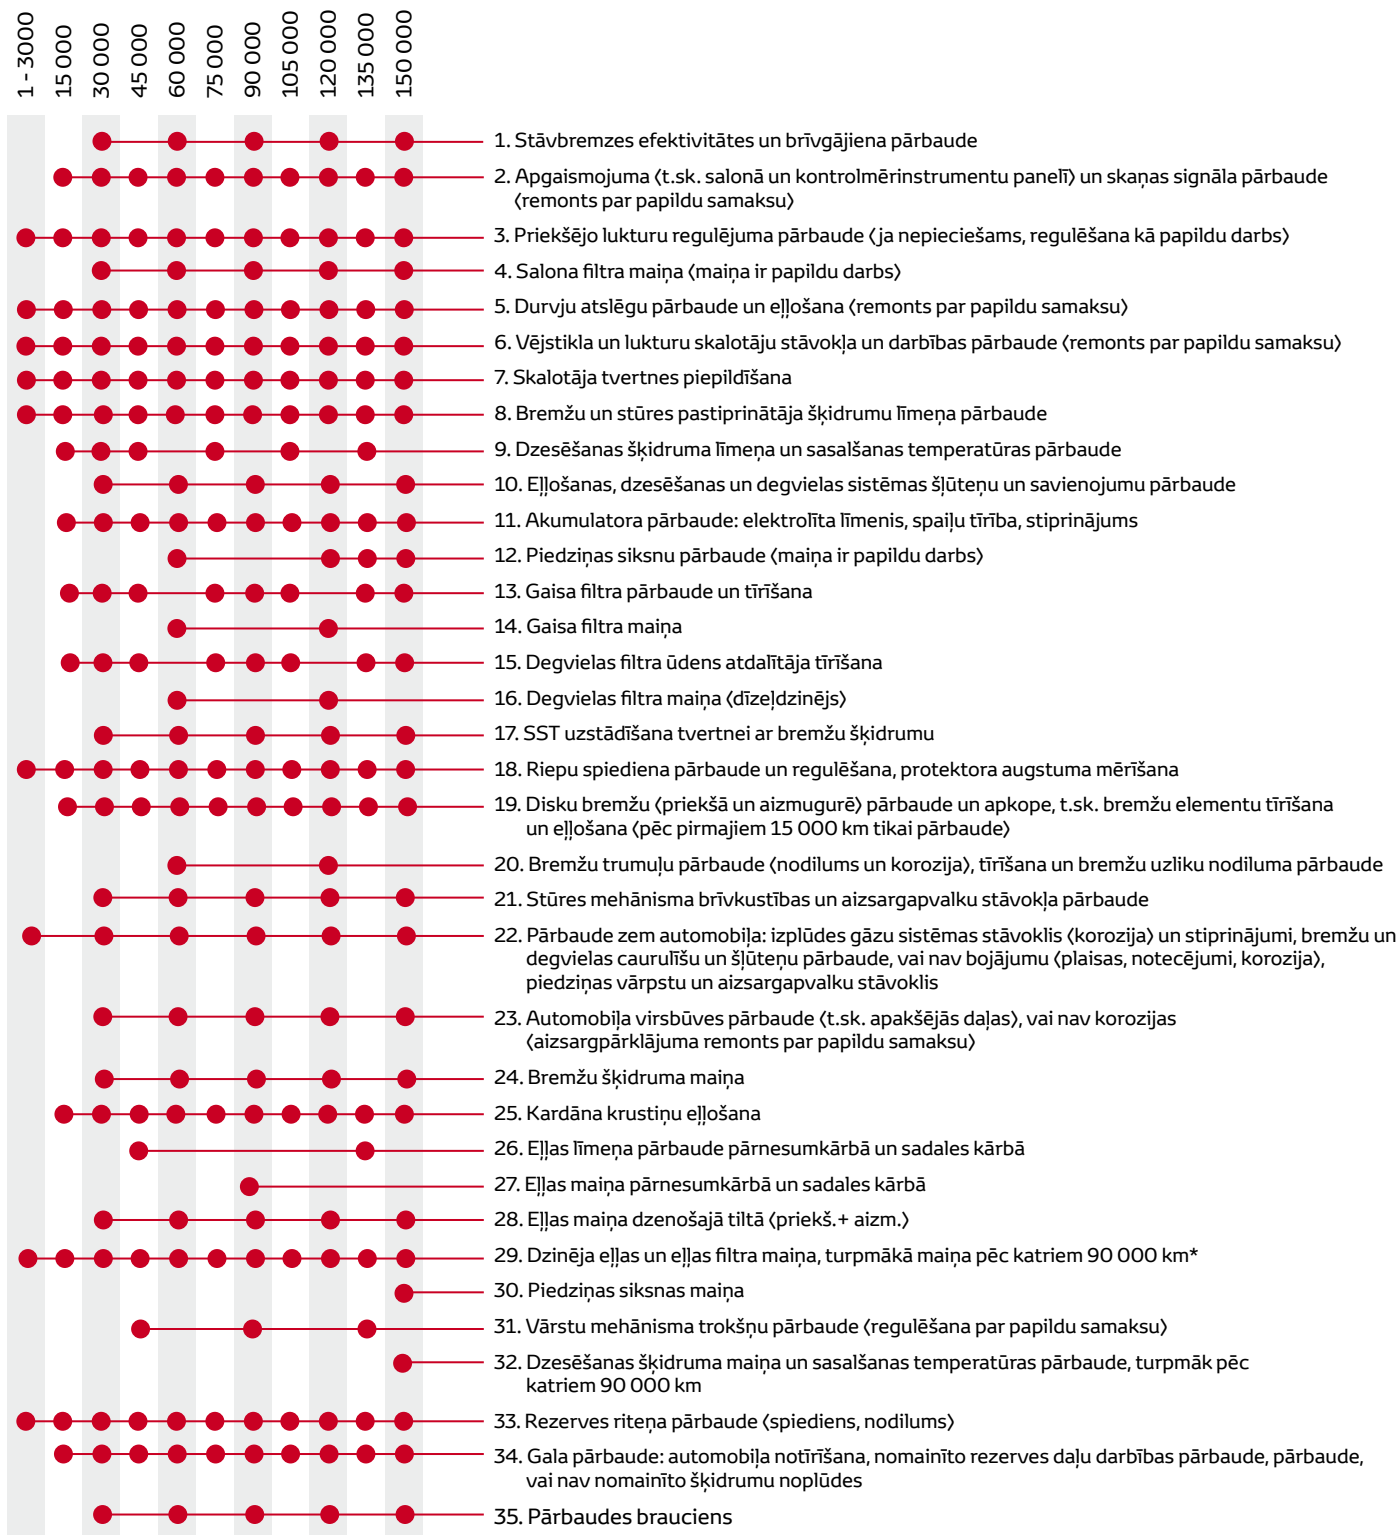 1 - 3000
15 000
30 000
45 000
60 000
75 000
90 000
105 000
120 000
135 000
150 000
1. Stāvbremzes efektivitātes un brīvgājiena pārbaude
2. Apgaismojuma (t.sk. salonā un kontrolmērinstrumentu panelī) un skaņas signāla pārbaude
(remonts par papildu samaksu)
3. Priekšējo lukturu regulējuma pārbaude (ja nepieciešams, regulēšana kā papildu darbs)
4. Salona filtra maiņa (maiņa ir papildu darbs)
5. Durvju atslēgu pārbaude un eļļošana (remonts par papildu samaksu)
6. Vējstikla un lukturu skalotāju stāvokļa un darbības pārbaude (remonts par papildu samaksu)
7. Skalotāja tvertnes piepildīšana
8. Bremžu un stūres pastiprinātāja šķidrumu līmeņa pārbaude
9. Dzesēšanas šķidruma līmeņa un sasalšanas temperatūras pārbaude
10. Eļļošanas, dzesēšanas un degvielas sistēmas šļūteņu un savienojumu pārbaude
11. Akumulatora pārbaude: elektrolīta līmenis, spaiļu tīrība, stiprinājums
12. Piedziņas siksnu pārbaude (maiņa ir papildu darbs)
13. Gaisa filtra pārbaude un tīrīšana
14. Gaisa filtra maiņa
15. Degvielas filtra ūdens atdalītāja tīrīšana
16. Degvielas filtra maiņa (dīzeļdzinējs)
17. SST uzstādīšana tvertnei ar bremžu šķidrumu
18. Riepu spiediena pārbaude un regulēšana, protektora augstuma mērīšana
19. Disku bremžu (priekšā un aizmugurē) pārbaude un apkope, t.sk. bremžu elementu tīrīšana
un eļļošana (pēc pirmajiem 15 000 km tikai pārbaude)
20. Bremžu trumuļu pārbaude (nodilums un korozija), tīrīšana un bremžu uzliku nodiluma pārbaude
21. Stūres mehānisma brīvkustības un aizsargapvalku stāvokļa pārbaude
22. Pārbaude zem automobiļa: izplūdes gāzu sistēmas stāvoklis (korozija) un stiprinājumi, bremžu un
degvielas caurulīšu un šļūteņu pārbaude, vai nav bojājumu (plaisas, notecējumi, korozija),
piedziņas vārpstu un aizsargapvalku stāvoklis
23. Automobiļa virsbūves pārbaude (t.sk. apakšējās daļas), vai nav korozijas
(aizsargpārklājuma remonts par papildu samaksu)
24. Bremžu šķidruma maiņa
25. Kardāna krustiņu eļļošana
26. Eļļas līmeņa pārbaude pārnesumkārbā un sadales kārbā
27. Eļļas maiņa pārnesumkārbā un sadales kārbā
28. Eļļas maiņa dzenošajā tiltā (priekš.+ aizm.)
29. Dzinēja eļļas un eļļas filtra maiņa, turpmākā maiņa pēc katriem 90 000 km*
30. Piedziņas siksnas maiņa
31. Vārstu mehānisma trokšņu pārbaude (regulēšana par papildu samaksu)
32. Dzesēšanas šķidruma maiņa un sasalšanas temperatūras pārbaude, turpmāk pēc
katriem 90 000 km
33. Rezerves riteņa pārbaude (spiediens, nodilums)
34. Gala pārbaude: automobiļa notīrīšana, nomainīto rezerves daļu darbības pārbaude, pārbaude,
vai nav nomainīto šķidrumu noplūdes
35. Pārbaudes brauciens